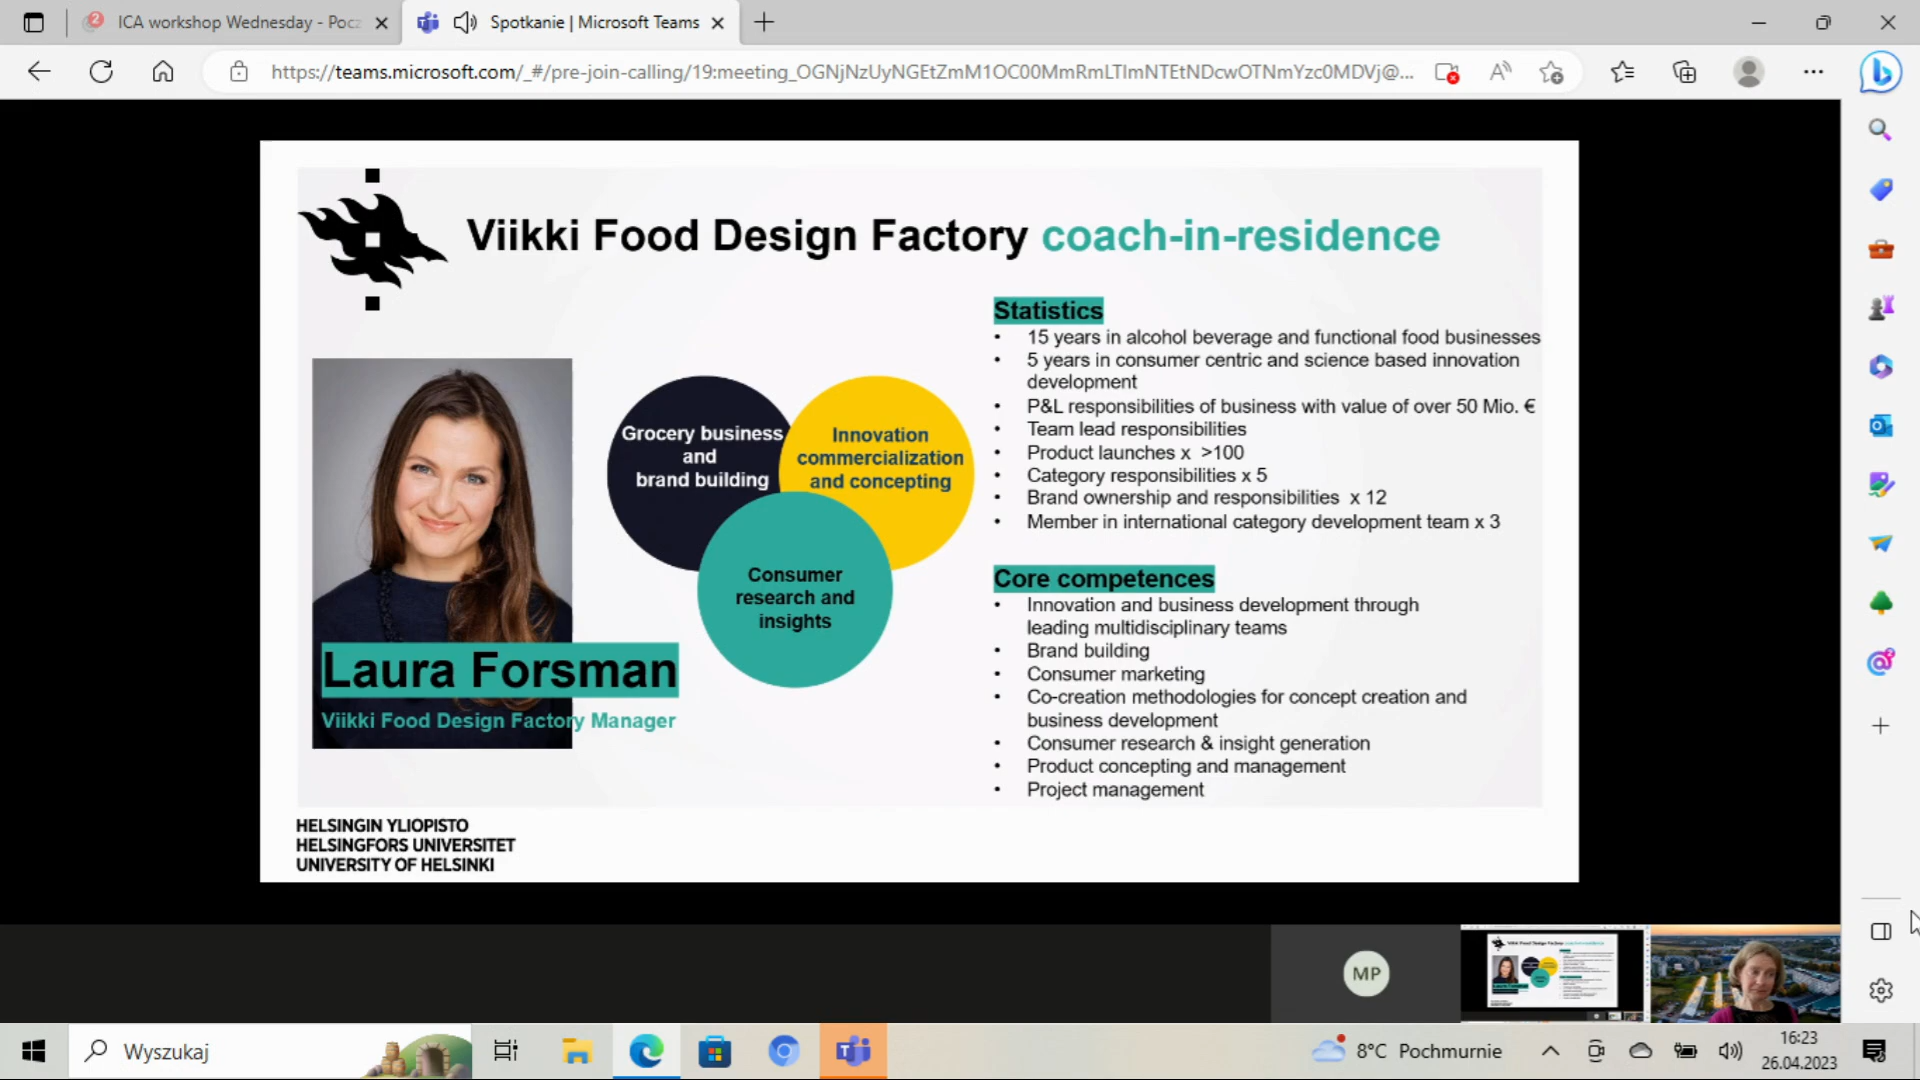 ICA workshop Wednesday - Pocz
Spotkanie | Microsoft Teams
https://teams.microsoft.com/_#/pre-join-calling/19:meeting_OGNjNzUyNGEtZmM1OC00MmRmLTlmNTEtNDcwOTNmYzc0MDVj@...
Viikki Food Design Factory coach-in-residence
Statistics
• 15 years in alcohol beverage and functional food businesses
• 5 years in consumer centric and science based innovation
development
• P&L responsibilities of business with value of over 50 Mio. €
• Team lead responsibilities
• Product launches x >100
• Category responsibilities x 5
• Brand ownership and responsibilities x 12
• Member in international category development team x 3
Grocery business
and
brand building
Innovation
commercialization
and concepting
Consumer
research and
insights
Core competences
• Innovation and business development through
leading multidisciplinary teams
• Brand building
• Consumer marketing
• Co-creation methodologies for concept creation and
business development
• Consumer research & insight generation
• Product concepting and management
• Project management
Laura Forsman
Viikki Food Design Factory Manager
HELSINGIN YLIOPISTO
HELSINGFORS UNIVERSITET
UNIVERSITY OF HELSINKI
MP
Wyszukaj
8°C Pochmurnie
16:23
26.04.2023